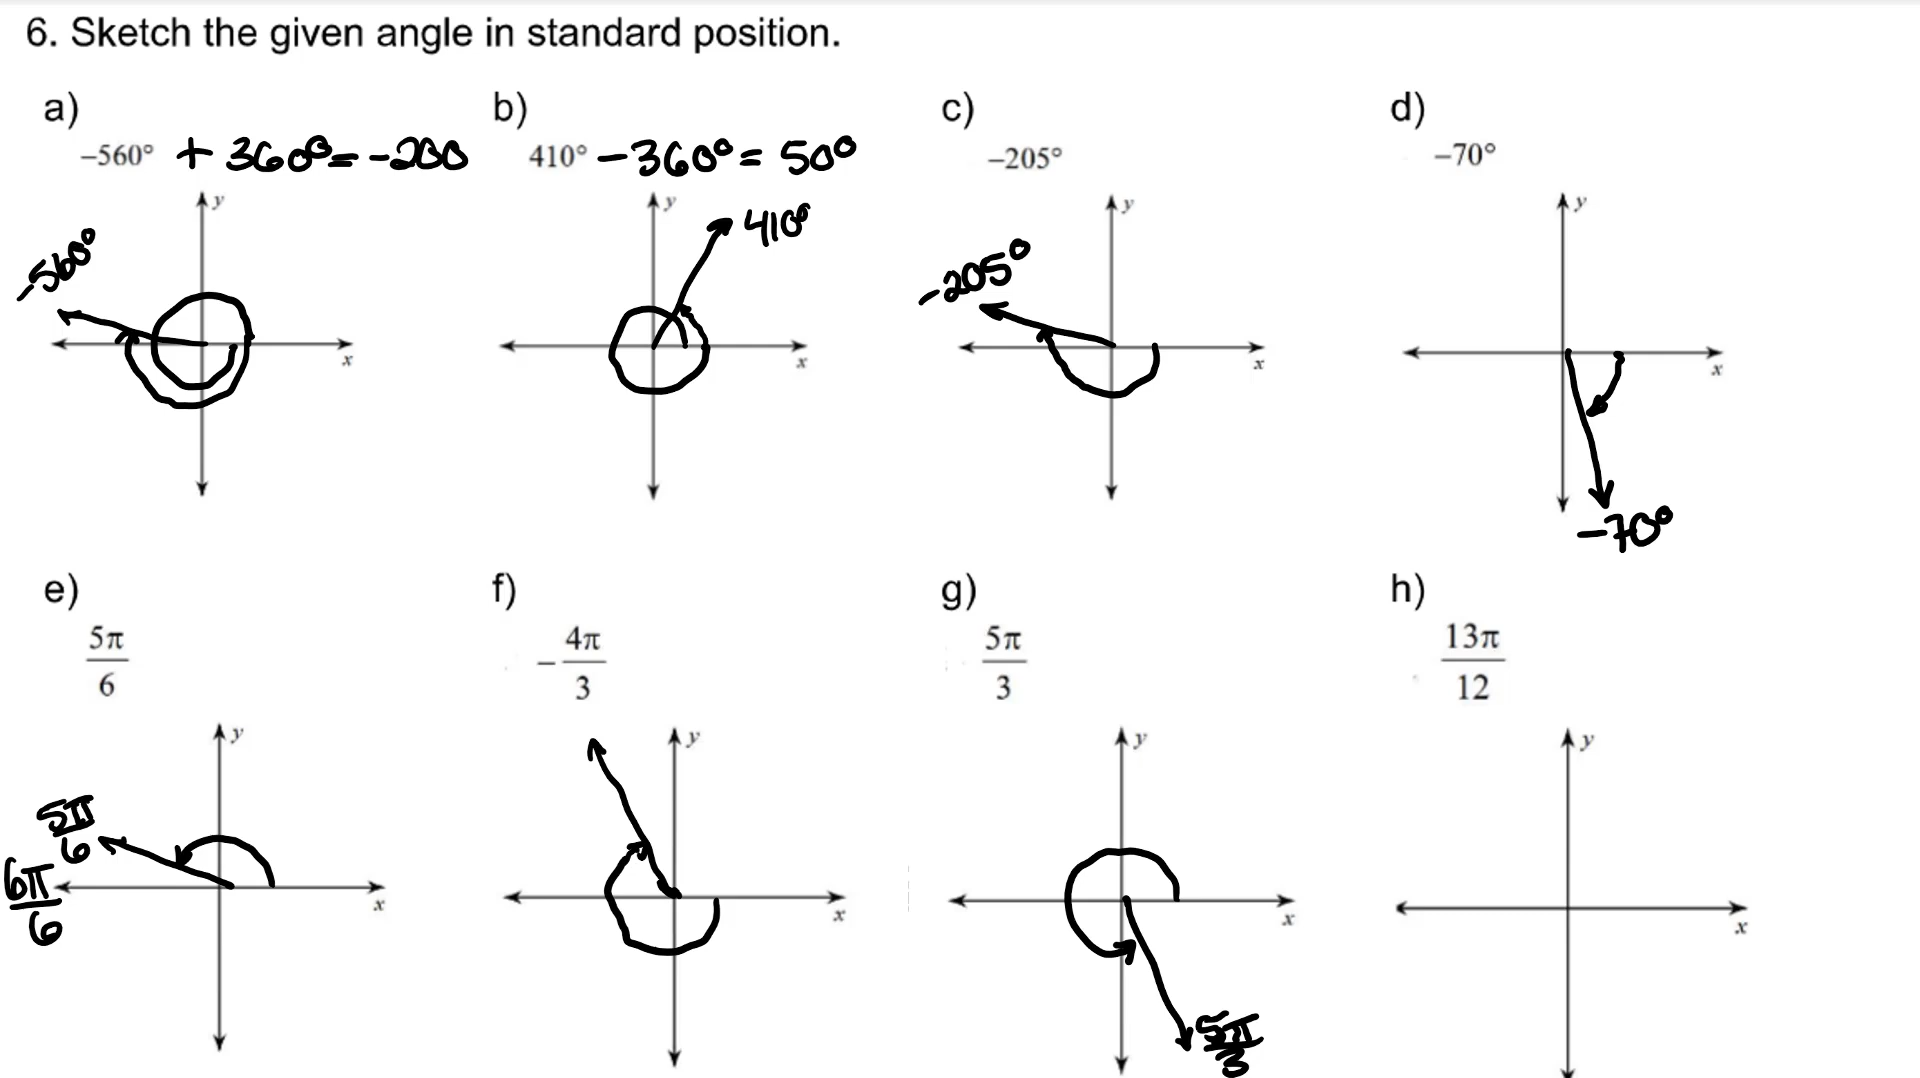 6. Sketch the given angle in standard position.
a)
b)
c)
d)
−560° + 360° = −200
410° − 360° = 50°
−205°
−70°
y
y
y
y
−560°
410°
−205°
x
x
x
x
−70°
e)
f)
g)
h)
5π/6
−4π/3
5π/3
13π/12
y
y
y
y
5π/6
6π/6
x
x
x
x
5π/3